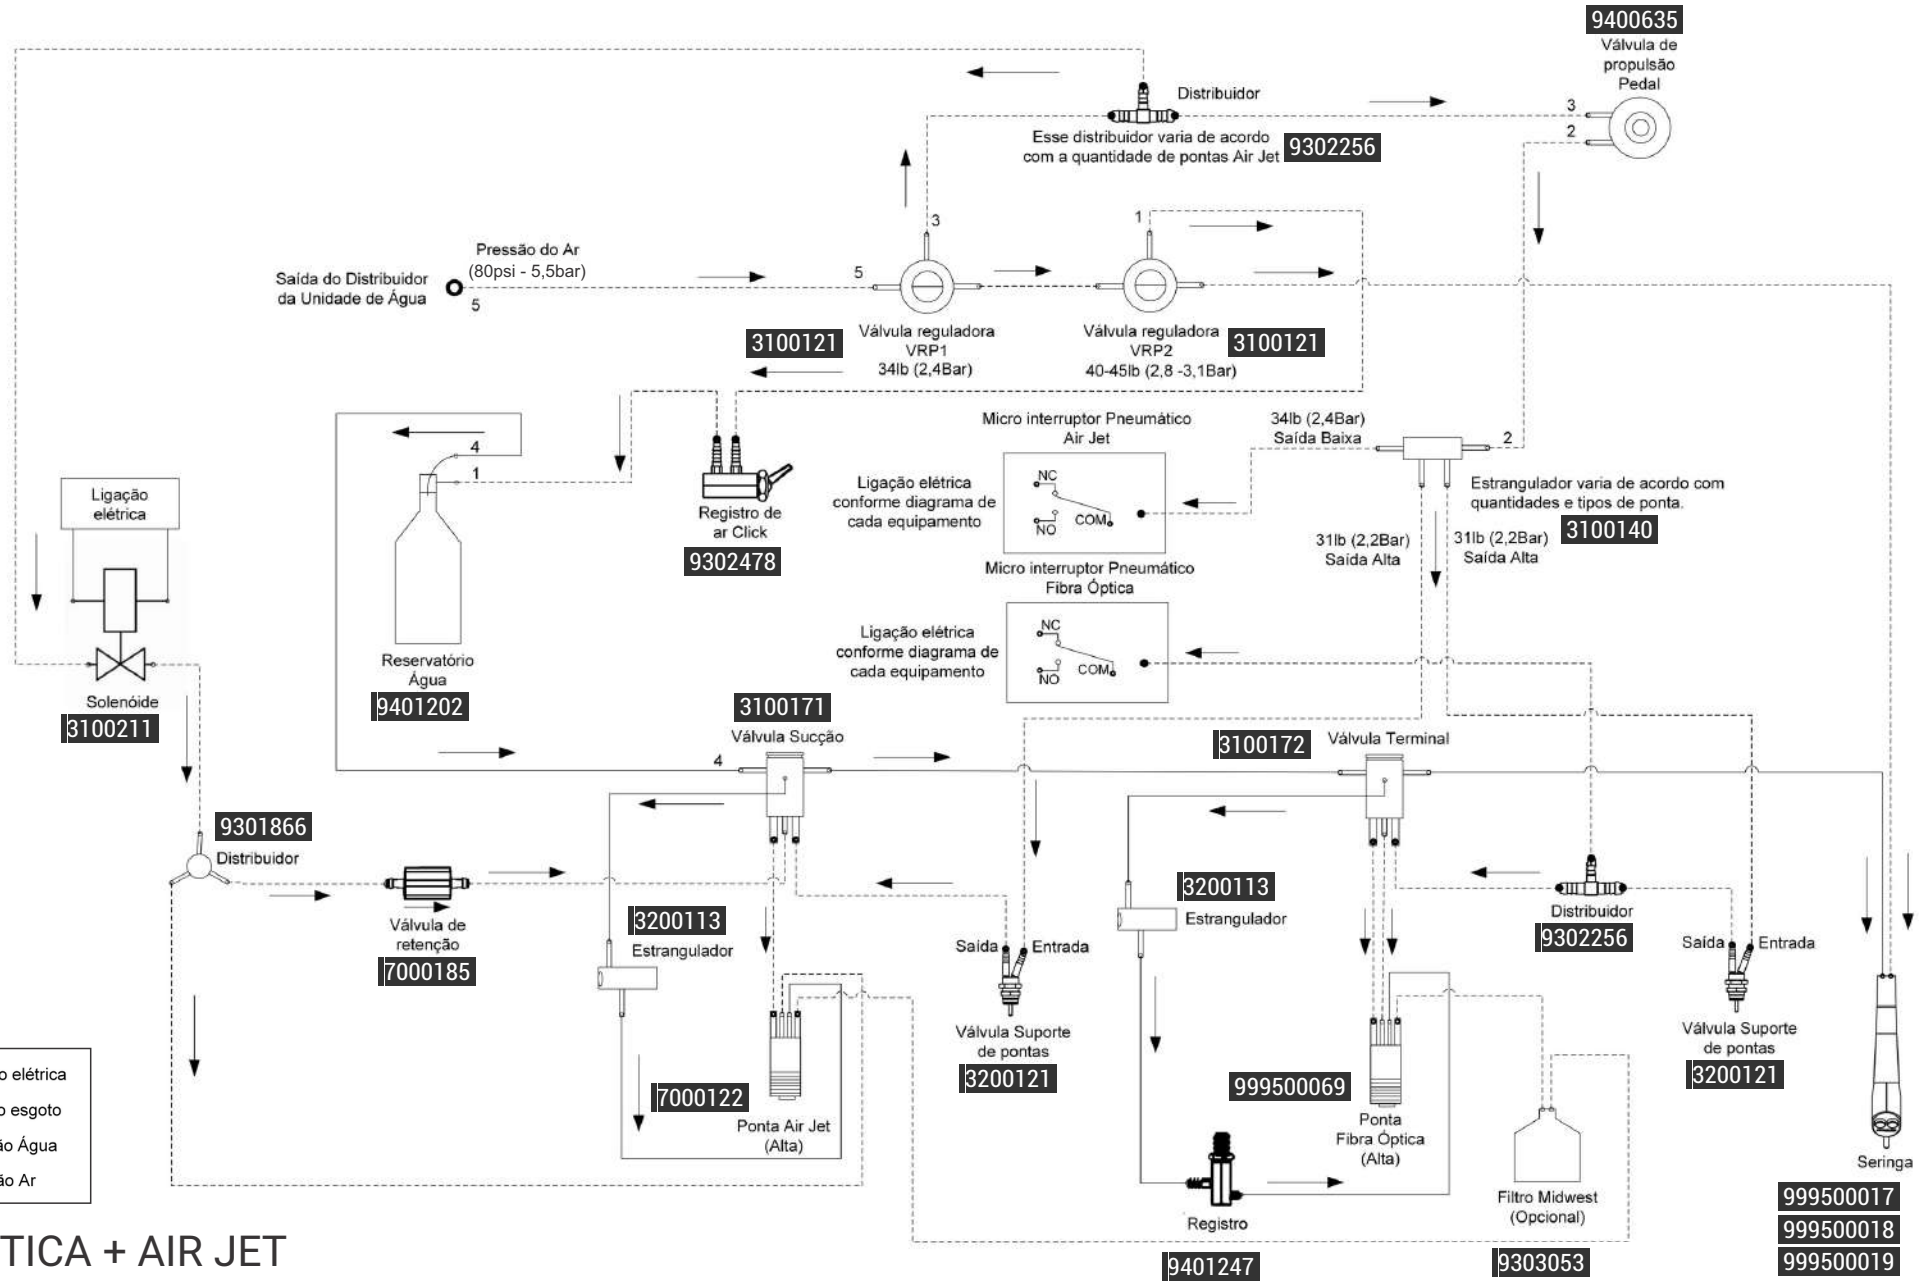 9400635
Válvula de
propulsão
Pedal
3
2
Distribuidor
Esse distribuidor varia de acordo
com a quantidade de pontas Air Jet
9302256
3
1
Pressão do Ar
(80psi - 5,5bar)
Saída do Distribuidor
da Unidade de Água
5
5
3100121
Válvula reguladora
VRP1
34lb (2,4Bar)
Válvula reguladora
VRP2
40-45lb (2,8 -3,1Bar)
3100121
Micro interruptor Pneumático
Air Jet
34lb (2,4Bar)
Saída Baixa
2
4
1
Ligação
elétrica
Registro de
ar Click
9302478
Ligação elétrica
conforme diagrama de
cada equipamento
NC
NO
COM
Estrangulador varia de acordo com
quantidades e tipos de ponta.
3100140
31lb (2,2Bar)
Saída Alta
31lb (2,2Bar)
Saída Alta
Micro interruptor Pneumático
Fibra Óptica
Ligação elétrica
conforme diagrama de
cada equipamento
NC
NO
COM
Reservatório
Água
9401202
Solenóide
3100211
3100171
Válvula Sucção
4
3100172
Válvula Terminal
9301866
Distribuidor
Válvula de
retenção
7000185
3200113
Estrangulador
3200113
Estrangulador
Distribuidor
9302256
Saída
Entrada
Saída
Entrada
Válvula Suporte
de pontas
3200121
Válvula Suporte
de pontas
3200121
7000122
Ponta Air Jet
(Alta)
999500069
Ponta
Fibra Óptica
(Alta)
Registro
9401247
Filtro Midwest
(Opcional)
9303053
Seringa
999500017
999500018
999500019
o elétrica
o esgoto
ão Água
ão Ar
TICA + AIR JET